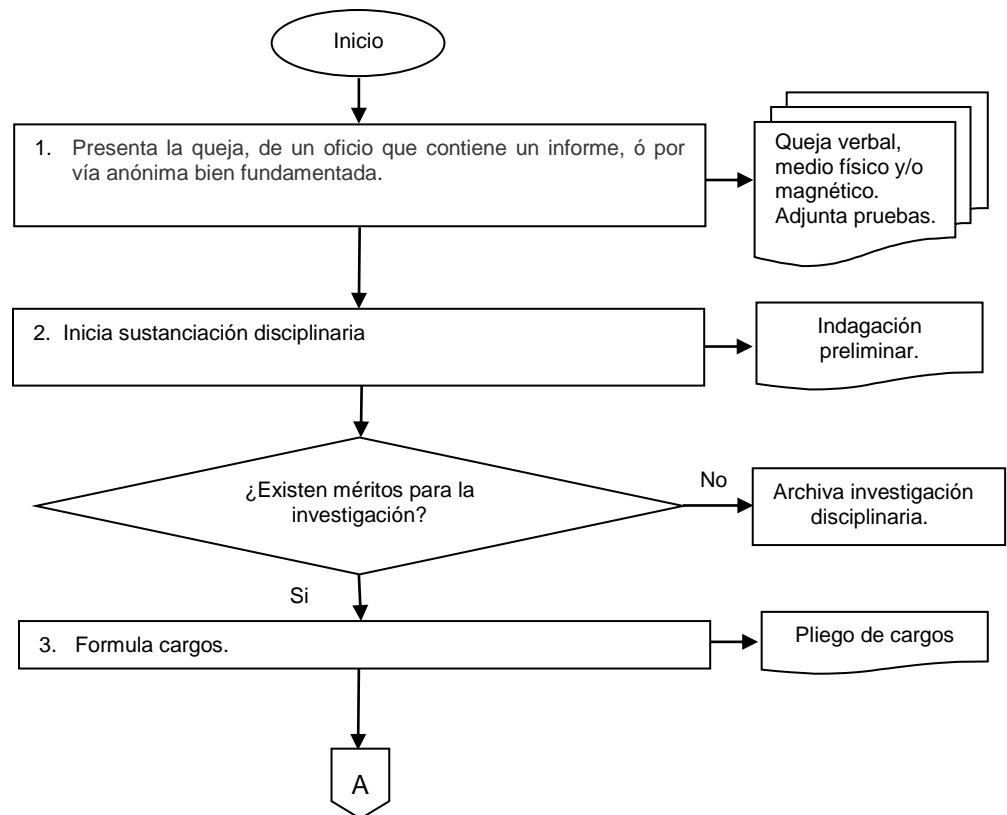 Inicio
1. Presenta la queja, de un oficio que contiene un informe, ó por
vía anónima bien fundamentada.
Queja verbal,
medio físico y/o
magnético.
Adjunta pruebas.
2. Inicia sustanciación disciplinaria
Indagación
preliminar.
¿Existen méritos para la
investigación?
No
Archiva investigación
disciplinaria.
Si
3. Formula cargos.
Pliego de cargos
A